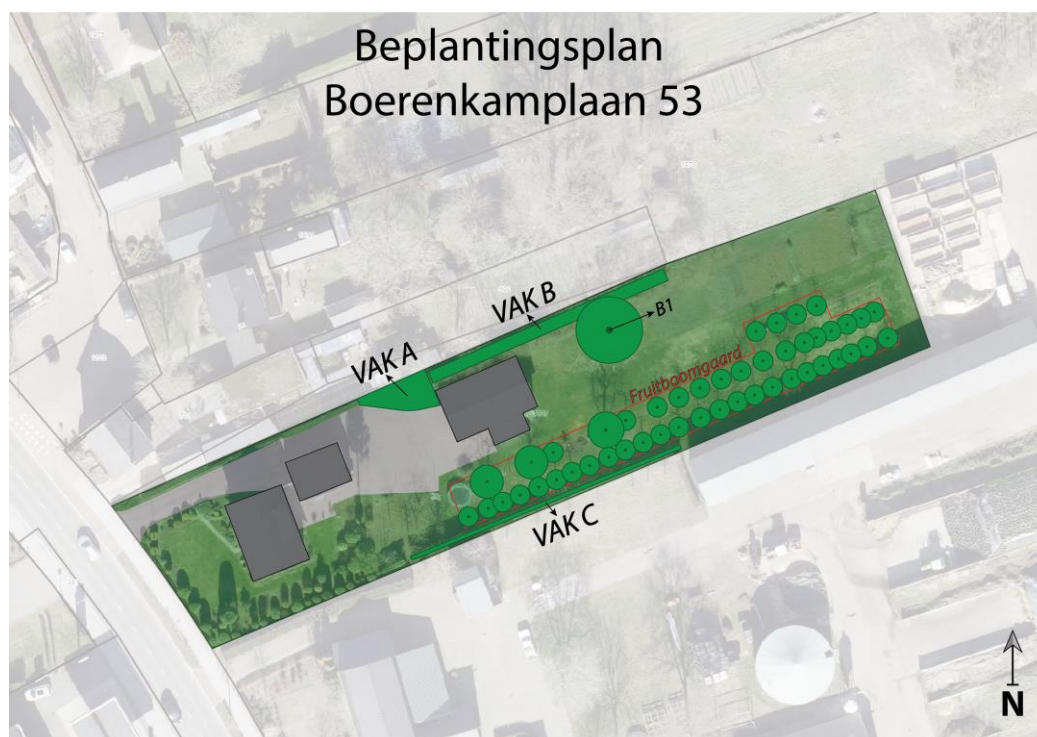 Beplantingsplan
Boerenkamplaan 53
VAK B
B1
VAK A
Fruitboomgaard
VAK C
N